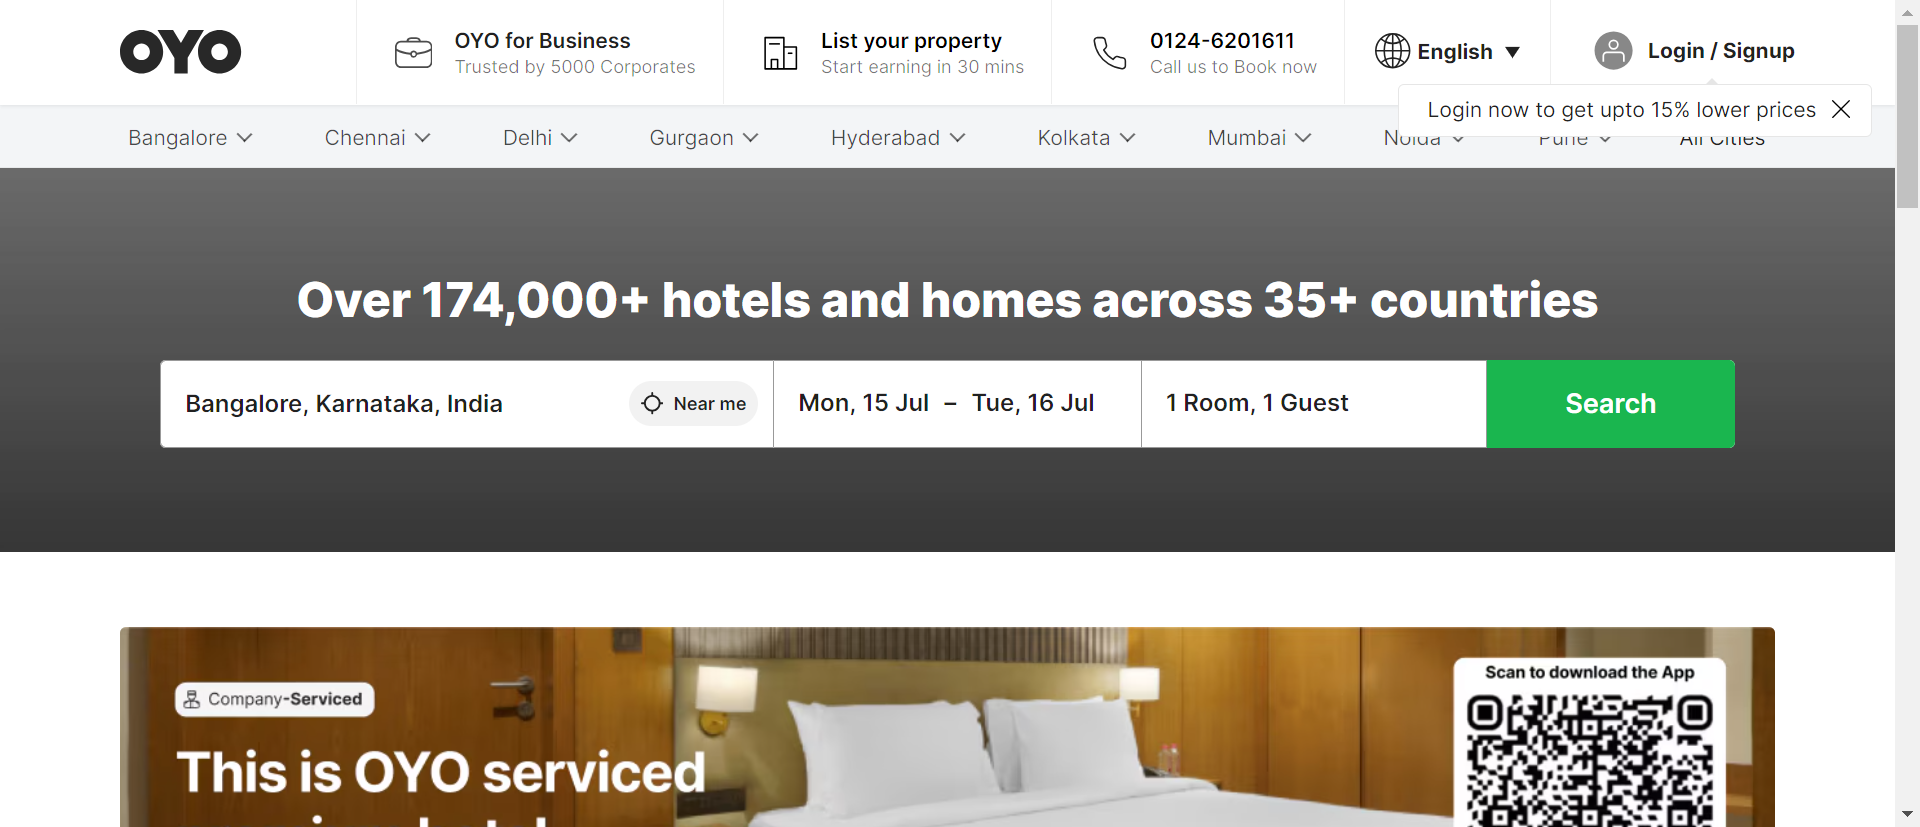 OYO
OYO for Business
Trusted by 5000 Corporates
List your property
Start earning in 30 mins
0124-6201611
Call us to Book now
English
Login / Signup
Login now to get upto 15% lower prices
Bangalore
Chennai
Delhi
Gurgaon
Hyderabad
Kolkata
Mumbai
Noida
Pune
All Cities
Over 174,000+ hotels and homes across 35+ countries
Bangalore, Karnataka, India
Near me
Mon, 15 Jul – Tue, 16 Jul
1 Room, 1 Guest
Search
Company-Serviced
This is OYO serviced
Scan to download the App